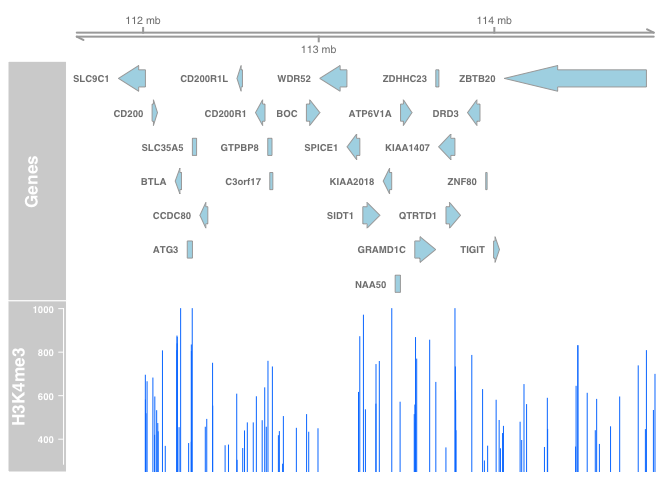 112 mb 114 mb
113 mb
Genes
SLC9C1 CD200R1L WDR52 ZDHHC23 ZBTB20
CD200 CD200R1 BOC ATP6V1A DRD3
SLC35A5 GTPBP8 SPICE1 KIAA1407
BTLA C3orf17 KIAA2018 ZNF80
CCDC80 SIDT1 QTRTD1
ATG3 GRAMD1C TIGIT
NAA50
H3K4me3
1000
800
600
400